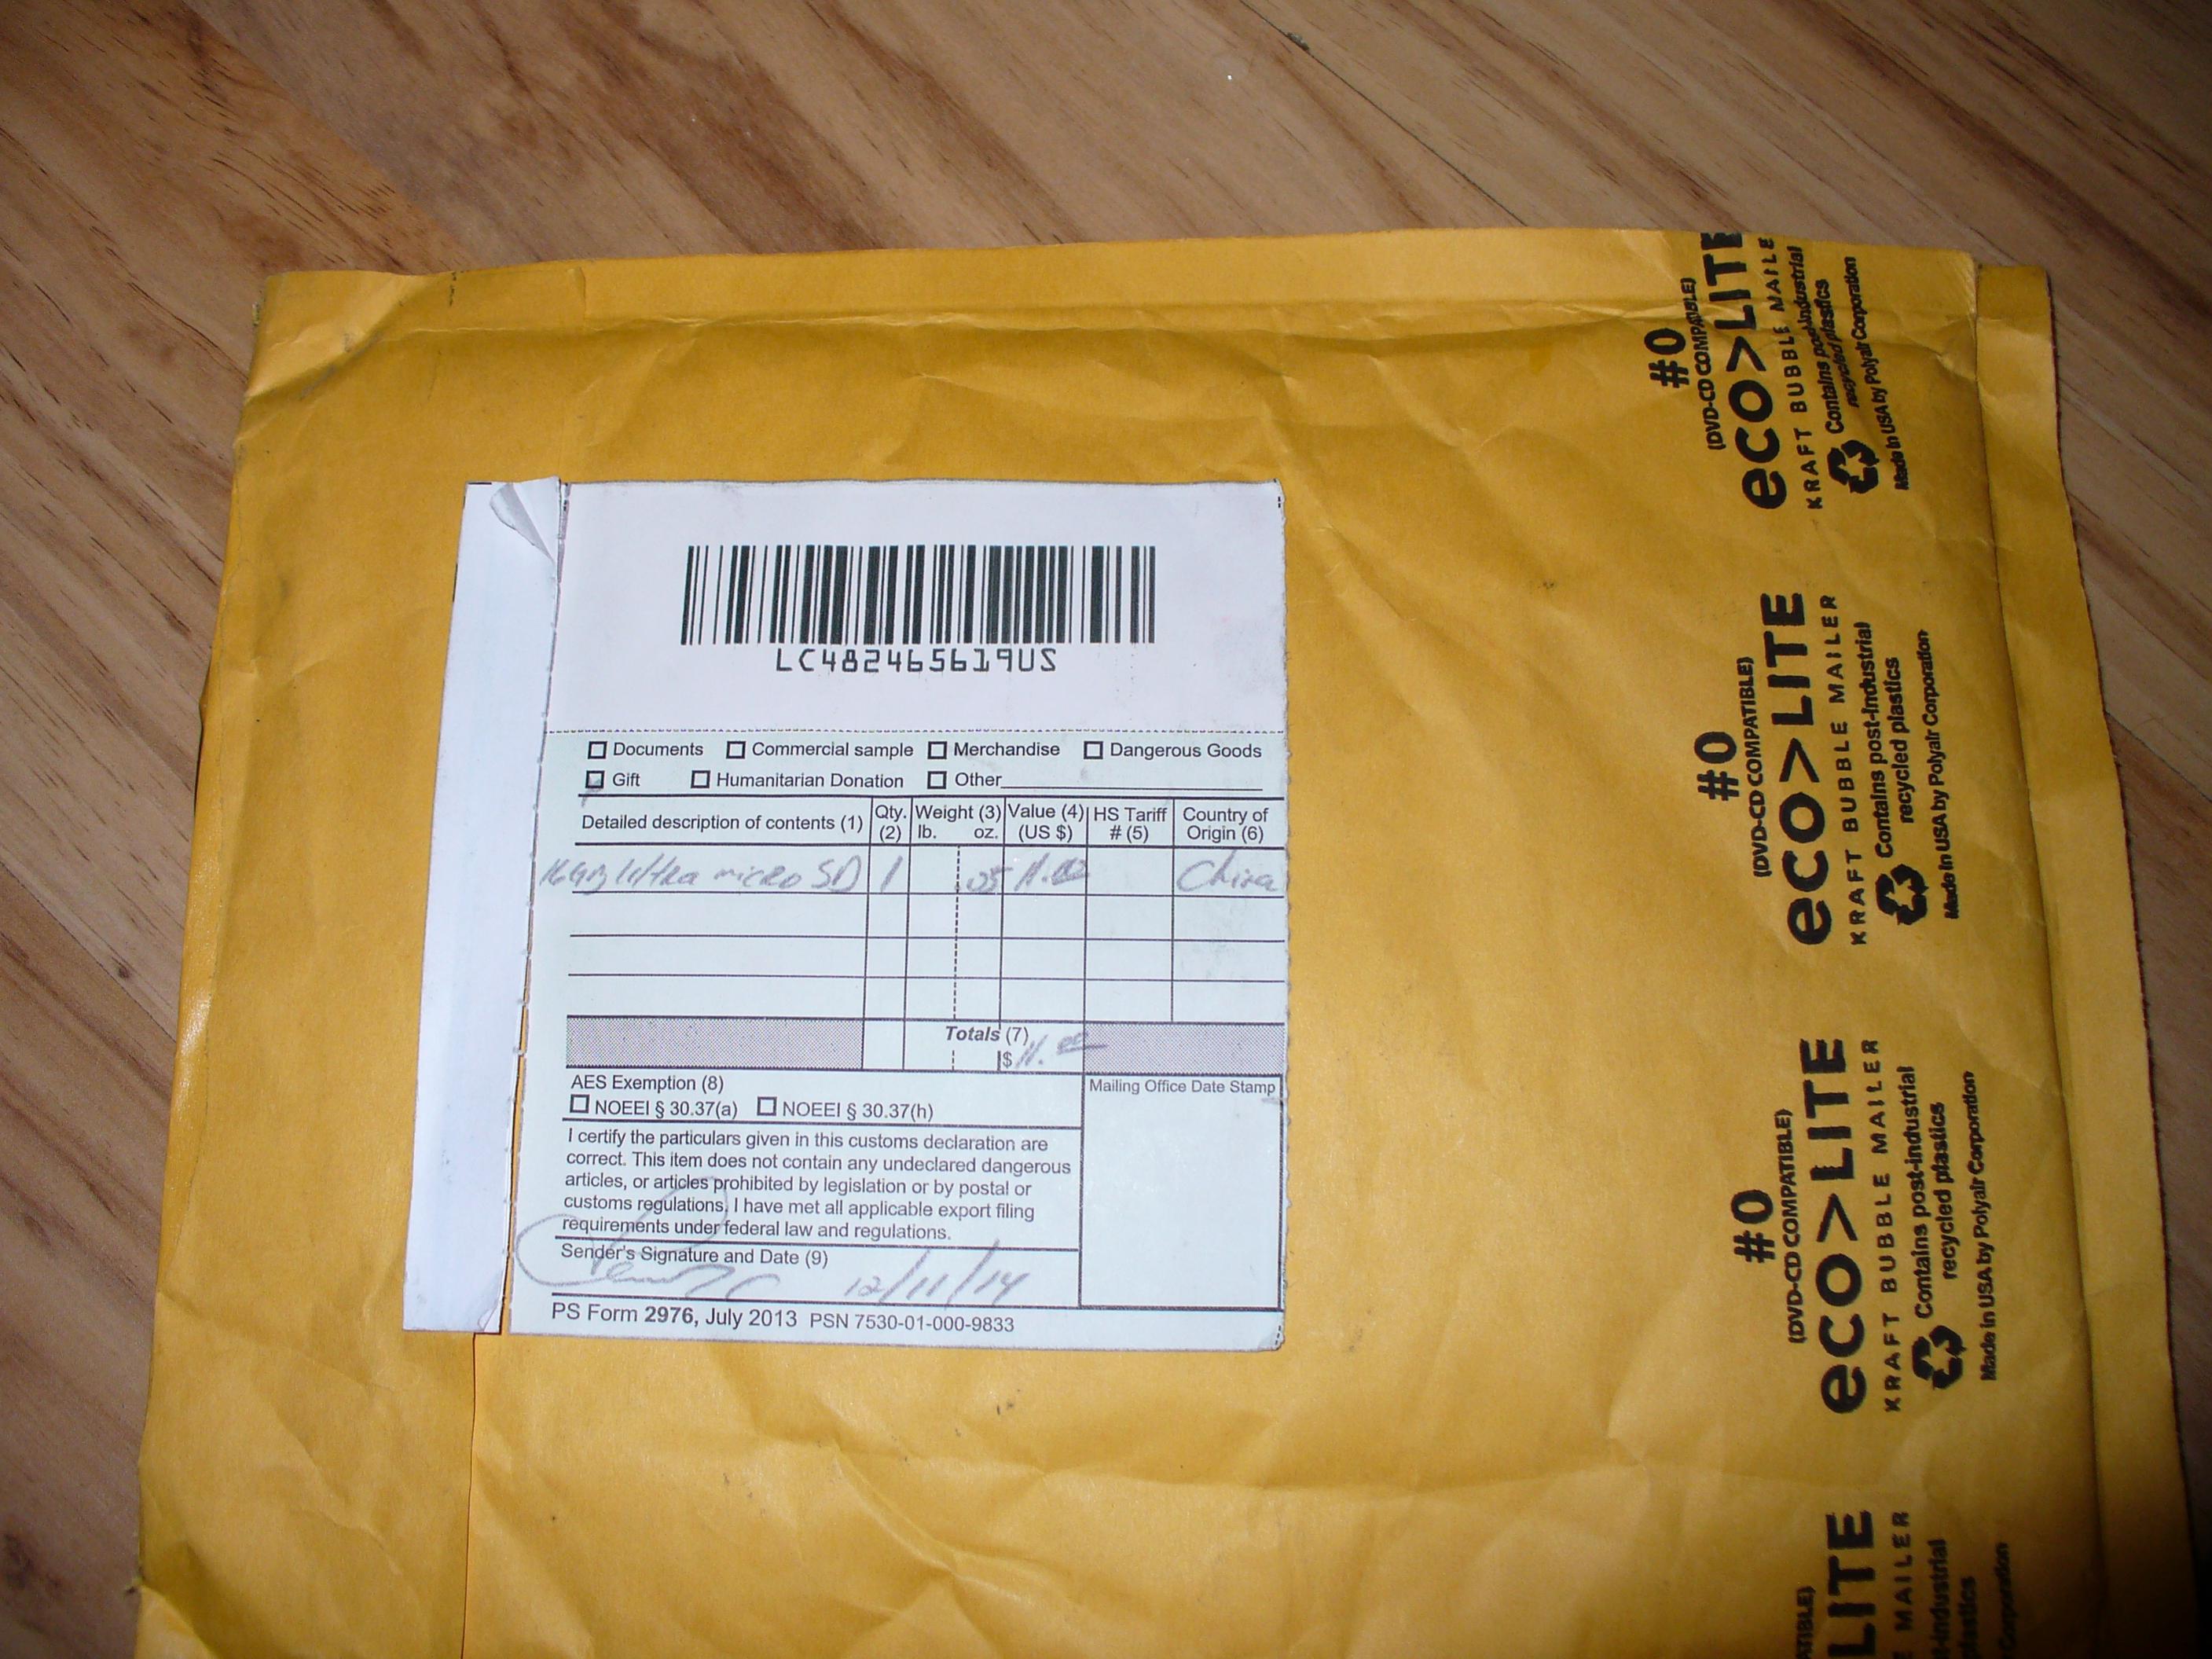 LC482465619US
Documents Commercial sample Merchandise Dangerous Goods
Gift Humanitarian Donation Other
Detailed description of contents (1) Qty. (2) Weight (3) lb. oz. Value (4) (US $) HS Tariff # (5) Country of Origin (6)
16GB Ultra micro SD 1 .05 11.00 China
Totals (7)
$ 11.00
AES Exemption (8)
NOEEI § 30.37(a) NOEEI § 30.37(h)
Mailing Office Date Stamp
I certify the particulars given in this customs declaration are
correct. This item does not contain any undeclared dangerous
articles, or articles prohibited by legislation or by postal or
customs regulations. I have met all applicable export filing
requirements under federal law and regulations.
Sender's Signature and Date (9)
12/11/14
PS Form 2976, July 2013 PSN 7530-01-000-9833
#0
(DVD-CD COMPATIBLE)
eco>LITE
KRAFT BUBBLE MAILE
Contains post-industrial
recycled plastics
Made in USA by Polyair Corporation
#0
(DVD-CD COMPATIBLE)
eco>LITE
KRAFT BUBBLE MAILER
Contains post-industrial
recycled plastics
Made in USA by Polyair Corporation
#0
(DVD-CD COMPATIBLE)
eco>LITE
KRAFT BUBBLE MAILER
Contains post-industrial
recycled plastics
Made in USA by Polyair Corporation
TIBLE)
LITE
E MAILER
t-industrial
plastics
Corporation